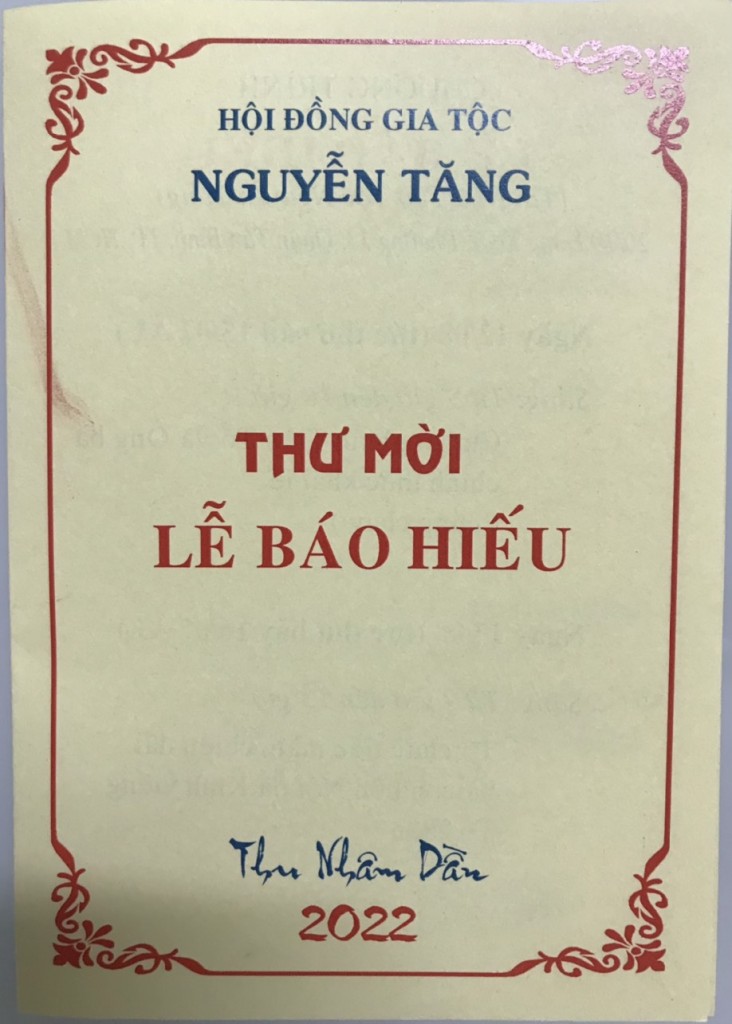 HỘI ĐỒNG GIA TỘC
NGUYỄN TĂNG
THƯ MỜI
LỄ BÁO HIẾU
Thu Nhâm Dần
2022